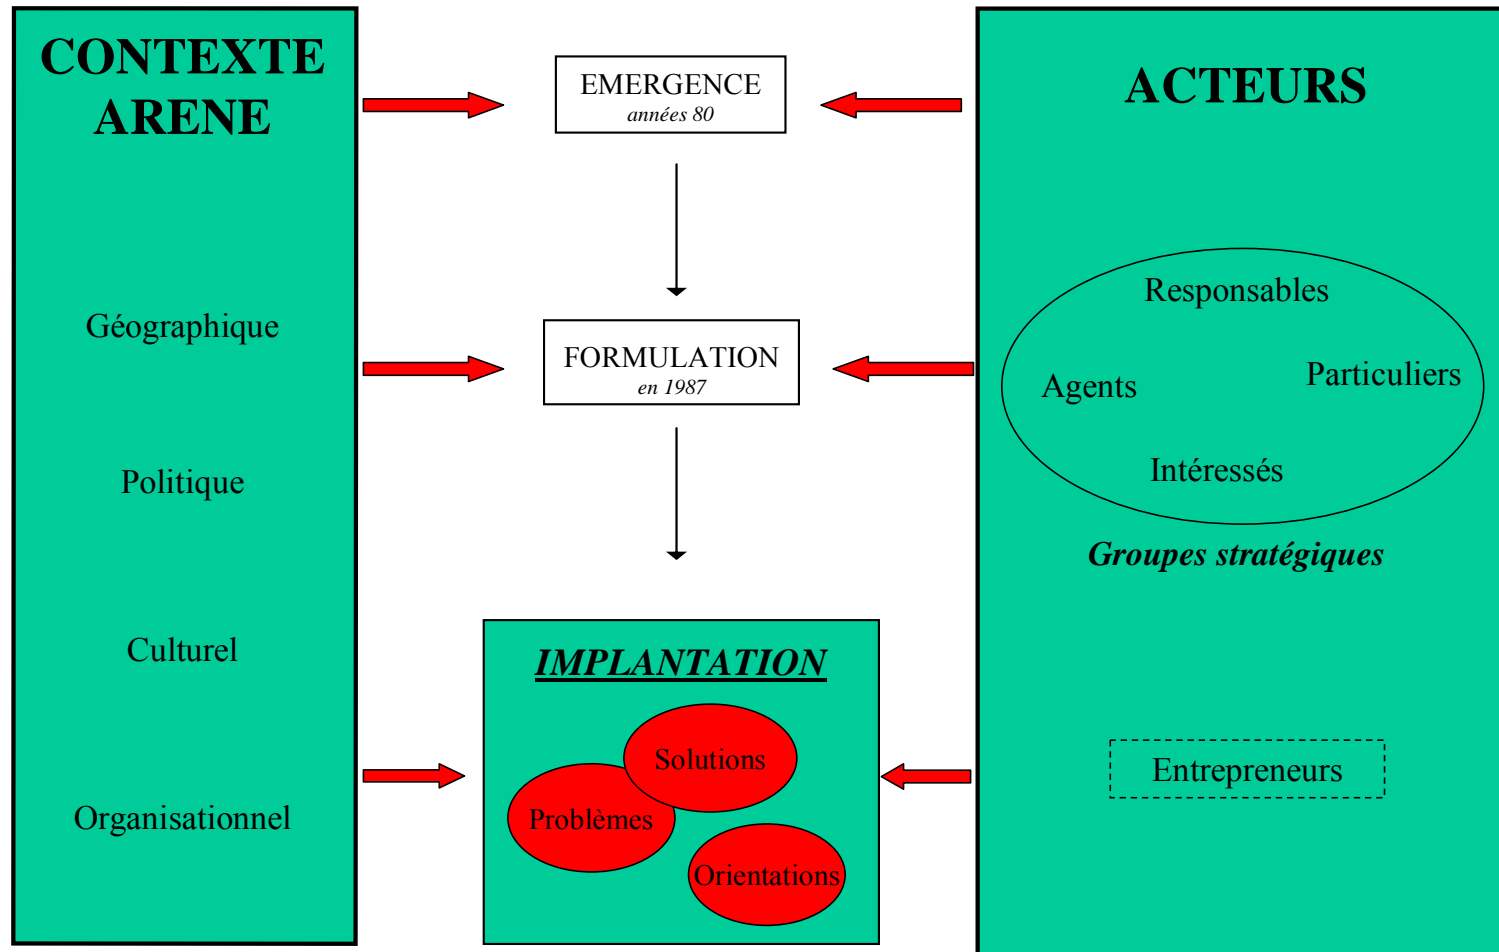 CONTEXTE
ARENE
Géographique
Politique
Culturel
Organisationnel
EMERGENCE
années 80
FORMULATION
en 1987
IMPLANTATION
Solutions
Problèmes
Orientations
ACTEURS
Responsables
Particuliers
Agents
Intéressés
Groupes stratégiques
Entrepreneurs